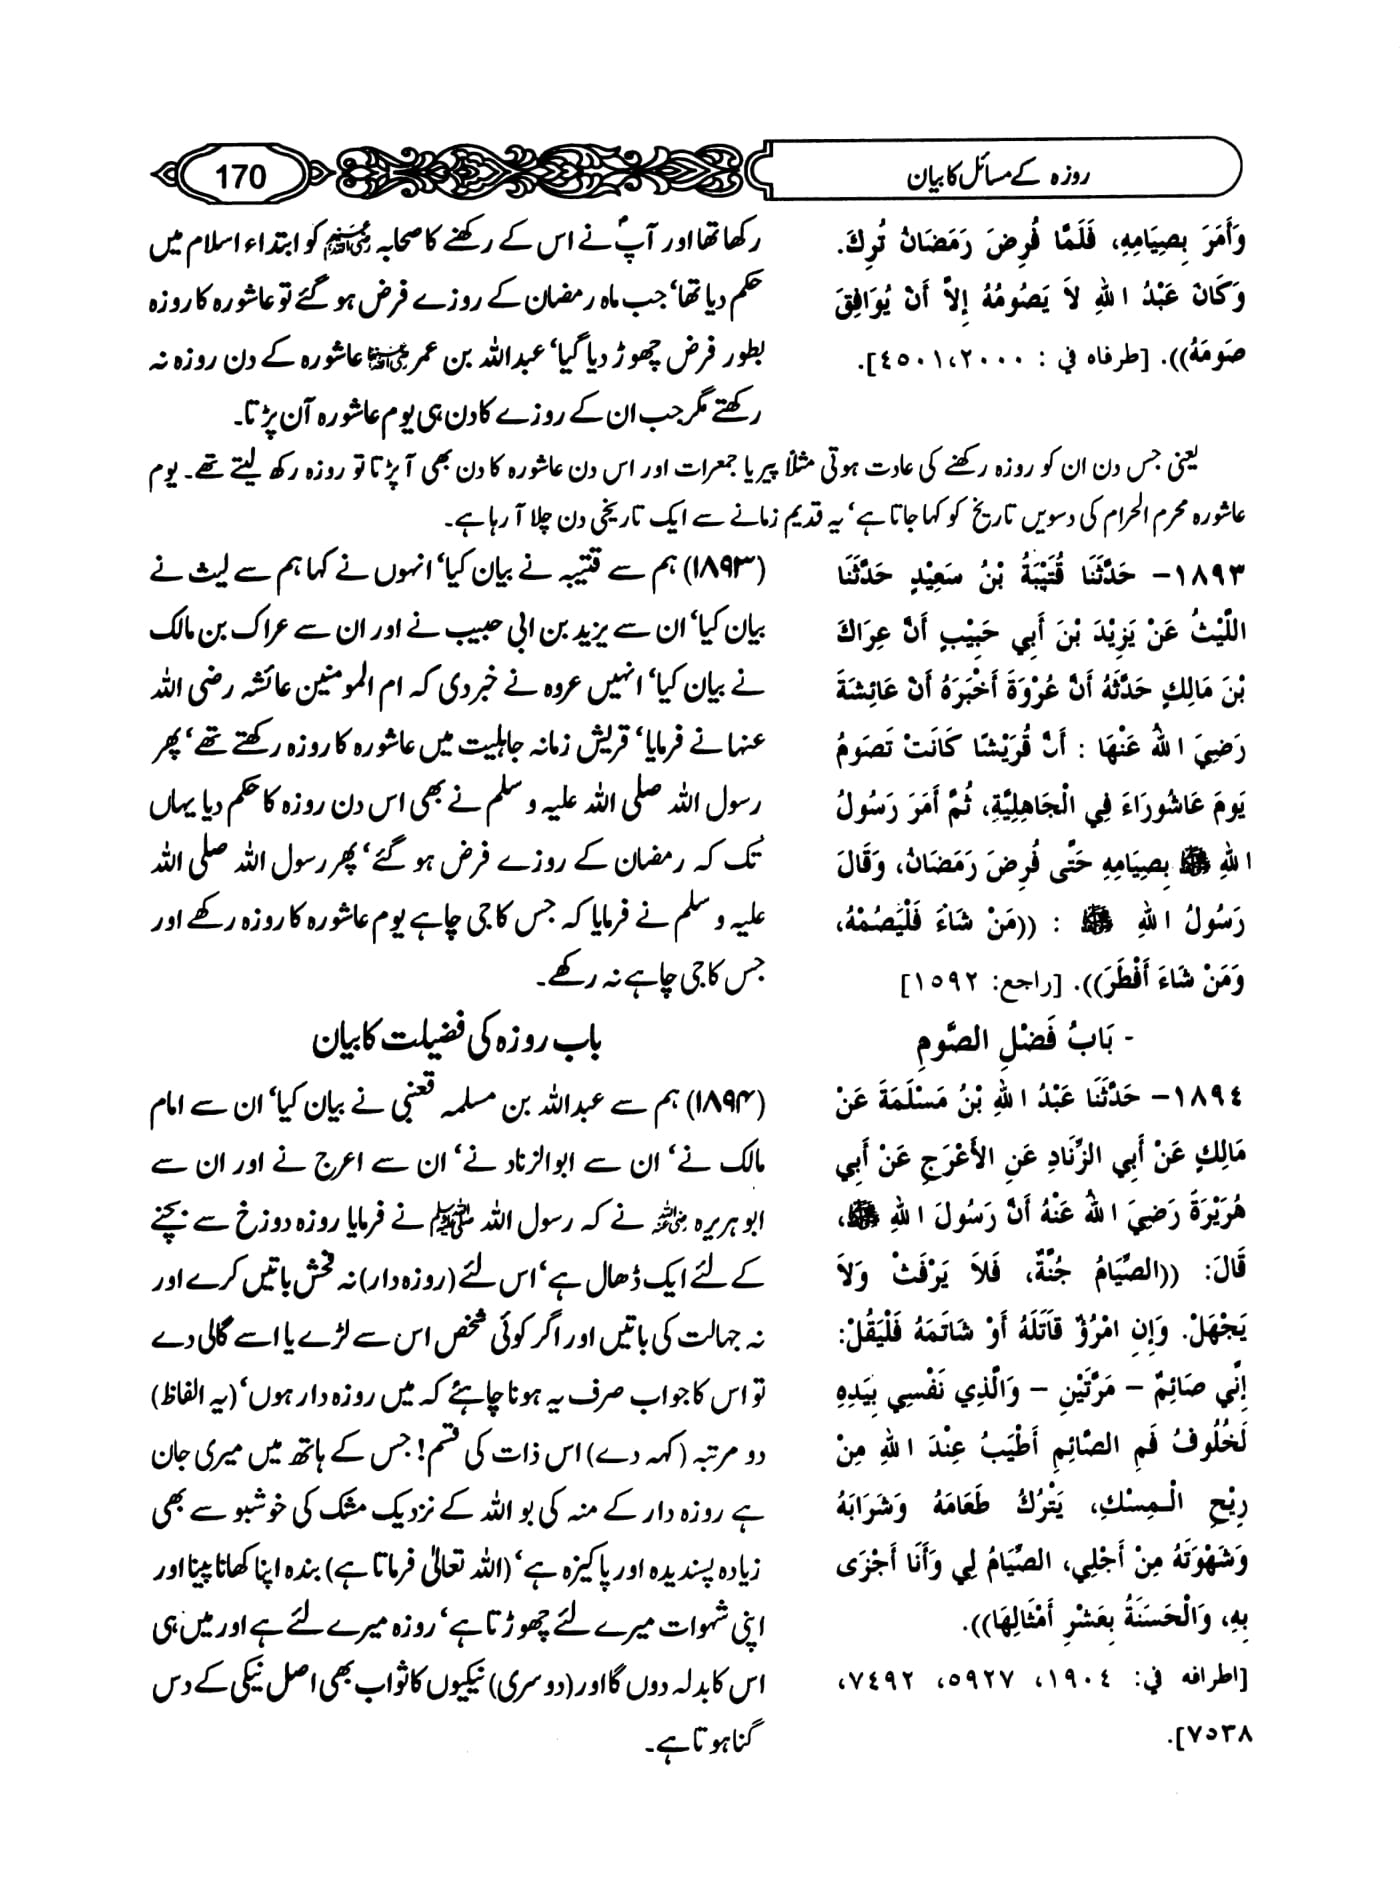 روزہ کے مسائل کا بیان
170
وَأَمَرَ بِصِيَامِهِ، فَلَمَّا فُرِضَ رَمَضَانُ تُرِكَ.
وَكَانَ عَبْدُ اللهِ لاَ يَصُومُهُ إِلاَّ أَنْ يُوَافِقَ
صَومَهُ)). [طرفاه في : ٢٠٠٠، ٤٥٠١].
رکھا تھا اور آپؐ نے اس کے رکھنے کا صحابہ رضی اللہ عنہم کو ابتداء اسلام میں
حکم دیا تھا‘ جب ماہ رمضان کے روزے فرض ہو گئے تو عاشورہ کا روزہ
بطور فرض چھوڑ دیا گیا‘ عبداللہ بن عمر رضی اللہ عنہما عاشورہ کے دن روزہ نہ
رکھتے مگر جب ان کے روزے کا دن ہی یوم عاشورہ آن پڑتا۔
یعنی جس دن ان کو روزہ رکھنے کی عادت ہوتی مثلاً پیر یا جمعرات اور اس دن عاشورہ کا دن بھی آ پڑتا تو روزہ رکھ لیتے تھے۔ یوم
عاشورہ محرم الحرام کی دسویں تاریخ کو کہا جاتا ہے‘ یہ قدیم زمانے سے ایک تاریخی دن چلا آ رہا ہے۔
١٨٩٣- حَدَّثَنَا قُتَيْبَةُ بْنُ سَعِيْدٍ حَدَّثَنَا
اللَّيْثُ عَنْ يَزِيْدَ بْنَ أَبِي حَبِيْبٍ أَنَّ عِرَاكَ
بْنَ مَالِكٍ حَدَّثَهُ أَنَّ عُرْوَةَ أَخْبَرَهُ أَنَّ عَائِشَةَ
رَضِيَ اللهُ عَنْهَا : أَنَّ قُرَيْشًا كَانَتْ تَصَومُ
يَومَ عَاشُورَاءَ فِي الْجَاهِلِيَّةِ، ثُمَّ أَمَرَ رَسُولُ
اللهِ ﷺ بِصِيَامِهِ حَتَّى فُرِضَ رَمَضَانُ، وَقَالَ
رَسُولُ اللهِ ﷺ : ((مَنْ شَاءَ فَلْيَصُمْهُ،
وَمَنْ شَاءَ أَفْطَرَ)). [راجع: ١٥٩٢]
(۱۸۹۳) ہم سے قتیبہ نے بیان کیا‘ انہوں نے کہا ہم سے لیث نے
بیان کیا‘ ان سے یزید بن ابی حبیب نے اور ان سے عراک بن مالک
نے بیان کیا‘ انہیں عروہ نے خبر دی کہ ام المومنین عائشہ رضی اللہ
عنہا نے فرمایا‘ قریش زمانہ جاہلیت میں عاشورہ کا روزہ رکھتے تھے‘ پھر
رسول اللہ صلی اللہ علیہ و سلم نے بھی اس دن روزہ کا حکم دیا یہاں
تک کہ رمضان کے روزے فرض ہو گئے‘ پھر رسول اللہ صلی اللہ
علیہ و سلم نے فرمایا کہ جس کا جی چاہے یوم عاشورہ کا روزہ رکھے اور
جس کا جی چاہے نہ رکھے۔
- بَابُ فَضْلِ الصَّومِ
باب روزہ کی فضیلت کا بیان
١٨٩٤- حَدَّثَنَا عَبْدُ اللهِ بْنُ مَسْلَمَةَ عَنْ
مَالِكٍ عَنْ أَبِي الزِّنَادِ عَنِ الأَعْرَجِ عَنْ أَبِي
هُرَيْرَةَ رَضِيَ اللهُ عَنْهُ أَنَّ رَسُولَ اللهِ ﷺ،
قَالَ: ((الصِّيَامُ جُنَّةٌ، فَلاَ يَرْفَثْ وَلاَ
يَجْهَلْ. وَإِنِ امْرُؤٌ قَاتَلَهُ أَوْ شَاتَمَهُ فَلْيَقُلْ:
إِنِّي صَائِمٌ - مَرَّتَيْنِ - وَالَّذِي نَفْسِي بِيَدِهِ
لَخُلُوفُ فَمِ الصَّائِمِ أَطْيَبُ عِنْدَ اللهِ مِنْ
رِيْحِ الْـمِسْكِ، يَتْرُكُ طَعَامَهُ وَشَرَابَهُ
وَشَهْوَتَهُ مِنْ أَجْلِي، الصِّيَامُ لِي وَأَنَا أَجْزَى
بِهِ، وَالْحَسَنَةُ بِعَشْرِ أَمْثَالِهَا)).
[اطرافه في: ١٩٠٤، ٥٩٢٧، ٧٤٩٢،
٧٥٣٨].
(۱۸۹۴) ہم سے عبداللہ بن مسلمہ قعنبی نے بیان کیا‘ ان سے امام
مالک نے‘ ان سے ابوالزناد نے‘ ان سے اعرج نے اور ان سے
ابو ہریرہ رضی اللہ عنہ نے کہ رسول اللہ صلی اللہ علیہ وسلم نے فرمایا روزہ دوزخ سے بچنے
کے لئے ایک ڈھال ہے‘ اس لئے (روزہ دار) نہ فحش باتیں کرے اور
نہ جہالت کی باتیں اور اگر کوئی شخص اس سے لڑے یا اسے گالی دے
تو اس کا جواب صرف یہ ہونا چاہئے کہ میں روزہ دار ہوں‘ (یہ الفاظ)
دو مرتبہ (کہہ دے) اس ذات کی قسم! جس کے ہاتھ میں میری جان
ہے روزہ دار کے منہ کی بو اللہ کے نزدیک مشک کی خوشبو سے بھی
زیادہ پسندیدہ اور پاکیزہ ہے‘ (اللہ تعالیٰ فرماتا ہے) بندہ اپنا کھانا پینا اور
اپنی شہوات میرے لئے چھوڑتا ہے‘ روزہ میرے لئے ہے اور میں ہی
اس کا بدلہ دوں گا اور (دوسری) نیکیوں کا ثواب بھی اصل نیکی کے دس
گنا ہوتا ہے۔